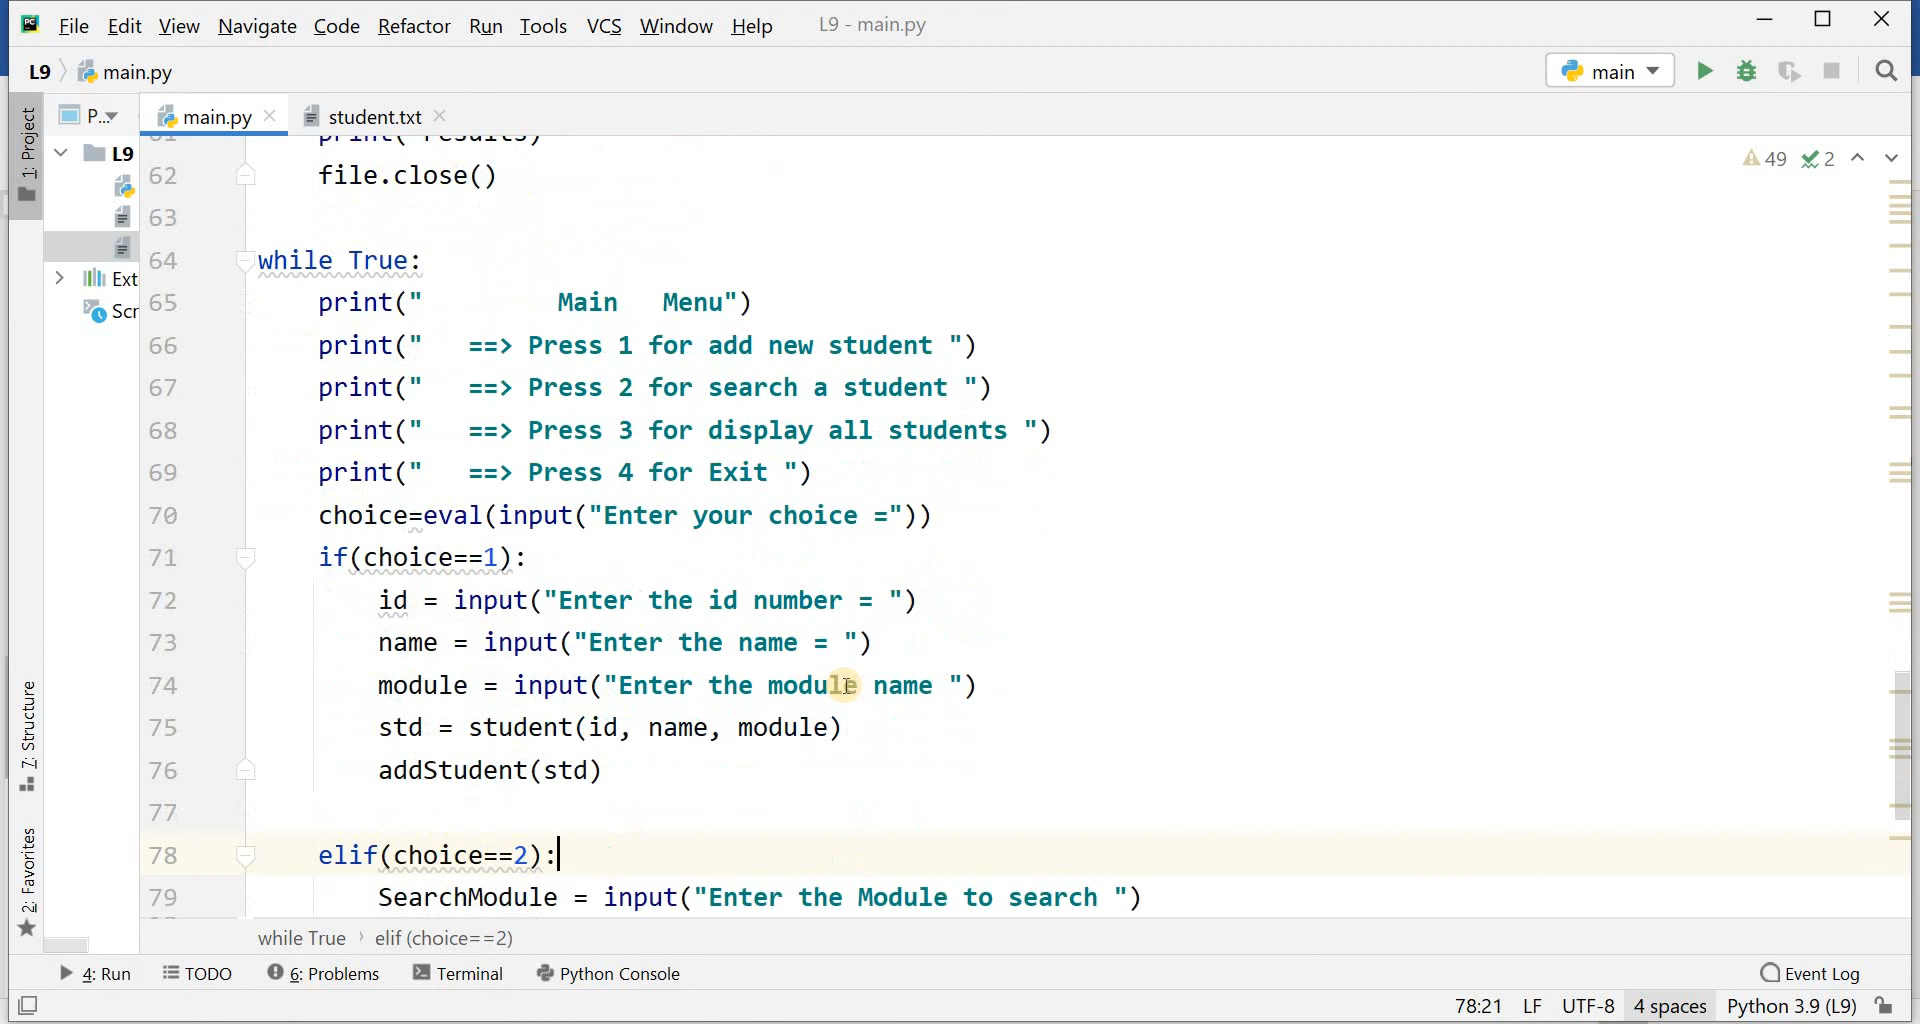 File Edit View Navigate Code Refactor Run Tools VCS Window Help L9 - main.py
L9 main.py main
P... main.py student.txt
1: Project
L9
Ext
Scr
49 2
61 print(" results)
62 file.close()
63
64 while True:
65 print("         Main   Menu")
66 print("   ==> Press 1 for add new student ")
67 print("   ==> Press 2 for search a student ")
68 print("   ==> Press 3 for display all students ")
69 print("   ==> Press 4 for Exit ")
70 choice=eval(input("Enter your choice ="))
71 if(choice==1):
72 id = input("Enter the id number = ")
73 name = input("Enter the name = ")
74 module = input("Enter the module name ")
75 std = student(id, name, module)
76 addStudent(std)
77
78 elif(choice==2):
79 SearchModule = input("Enter the Module to search ")
7: Structure
2: Favorites
while True › elif (choice==2)
4: Run TODO 6: Problems Terminal Python Console Event Log
78:21 LF UTF-8 4 spaces Python 3.9 (L9)